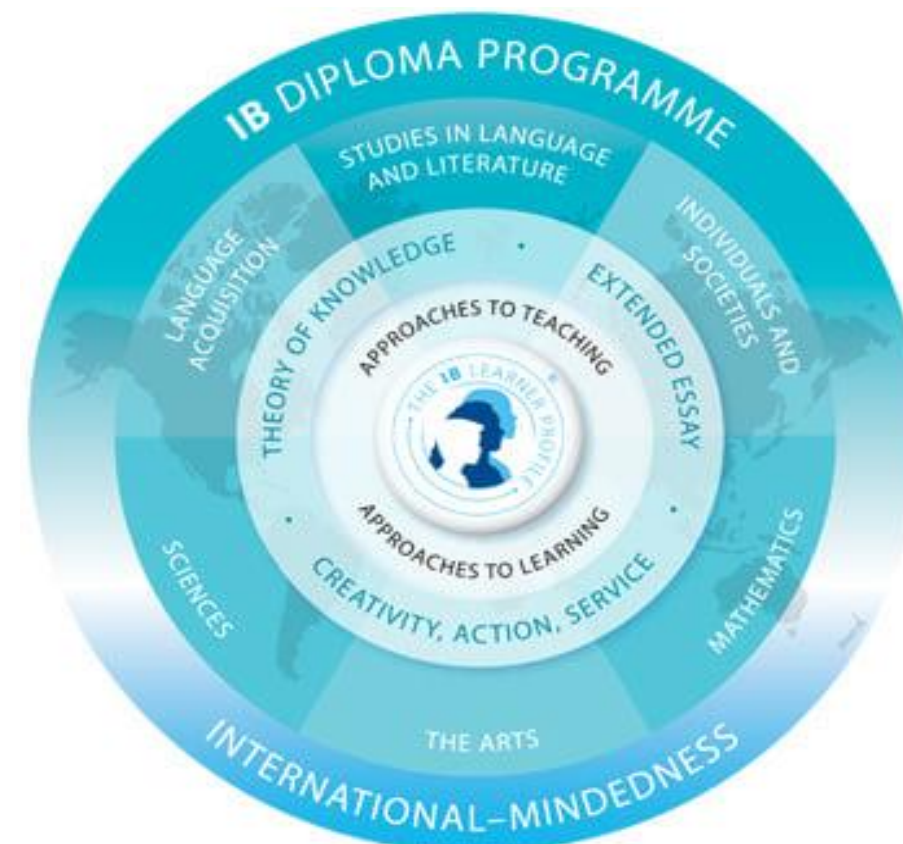 IB DIPLOMA PROGRAMME
STUDIES IN LANGUAGE
AND LITERATURE
LANGUAGE
ACQUISITION
INDIVIDUALS AND
SOCIETIES
THEORY OF KNOWLEDGE
·
EXTENDED ESSAY
APPROACHES TO TEACHING
· THE IB LEARNER PROFILE ·
®
APPROACHES TO LEARNING
·
CREATIVITY, ACTION, SERVICE
·
SCIENCES
MATHEMATICS
THE ARTS
INTERNATIONAL–MINDEDNESS